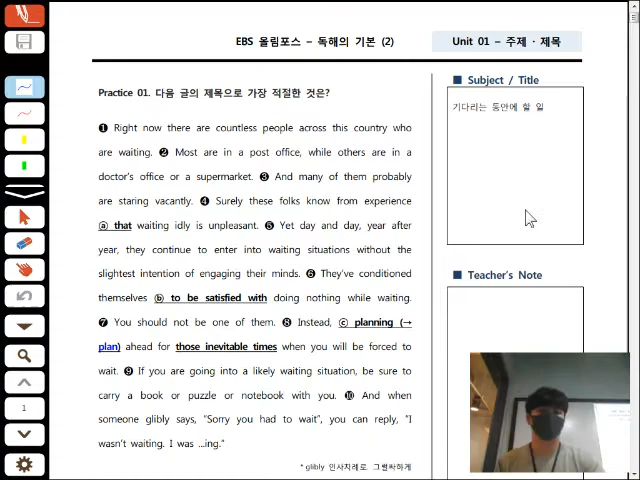 EBS 올림포스 – 독해의 기본 (2)
Unit 01 – 주제 · 제목
Practice 01. 다음 글의 제목으로 가장 적절한 것은?
❶ Right now there are countless people across this country who
are waiting. ❷ Most are in a post office, while others are in a
doctor's office or a supermarket. ❸ And many of them probably
are staring vacantly. ❹ Surely these folks know from experience
ⓐ that waiting idly is unpleasant. ❺ Yet day and day, year after
year, they continue to enter into waiting situations without the
slightest intention of engaging their minds. ❻ They've conditioned
themselves ⓑ to be satisfied with doing nothing while waiting.
❼ You should not be one of them. ❽ Instead, ⓒ planning (→
plan) ahead for those inevitable times when you will be forced to
wait. ❾ If you are going into a likely waiting situation, be sure to
carry a book or puzzle or notebook with you. ❿ And when
someone glibly says, "Sorry you had to wait", you can reply, "I
wasn't waiting. I was ...ing."
* glibly 인사치레로 그럴싸하게
■ Subject / Title
기다리는 동안에 할 일
■ Teacher's Note
1